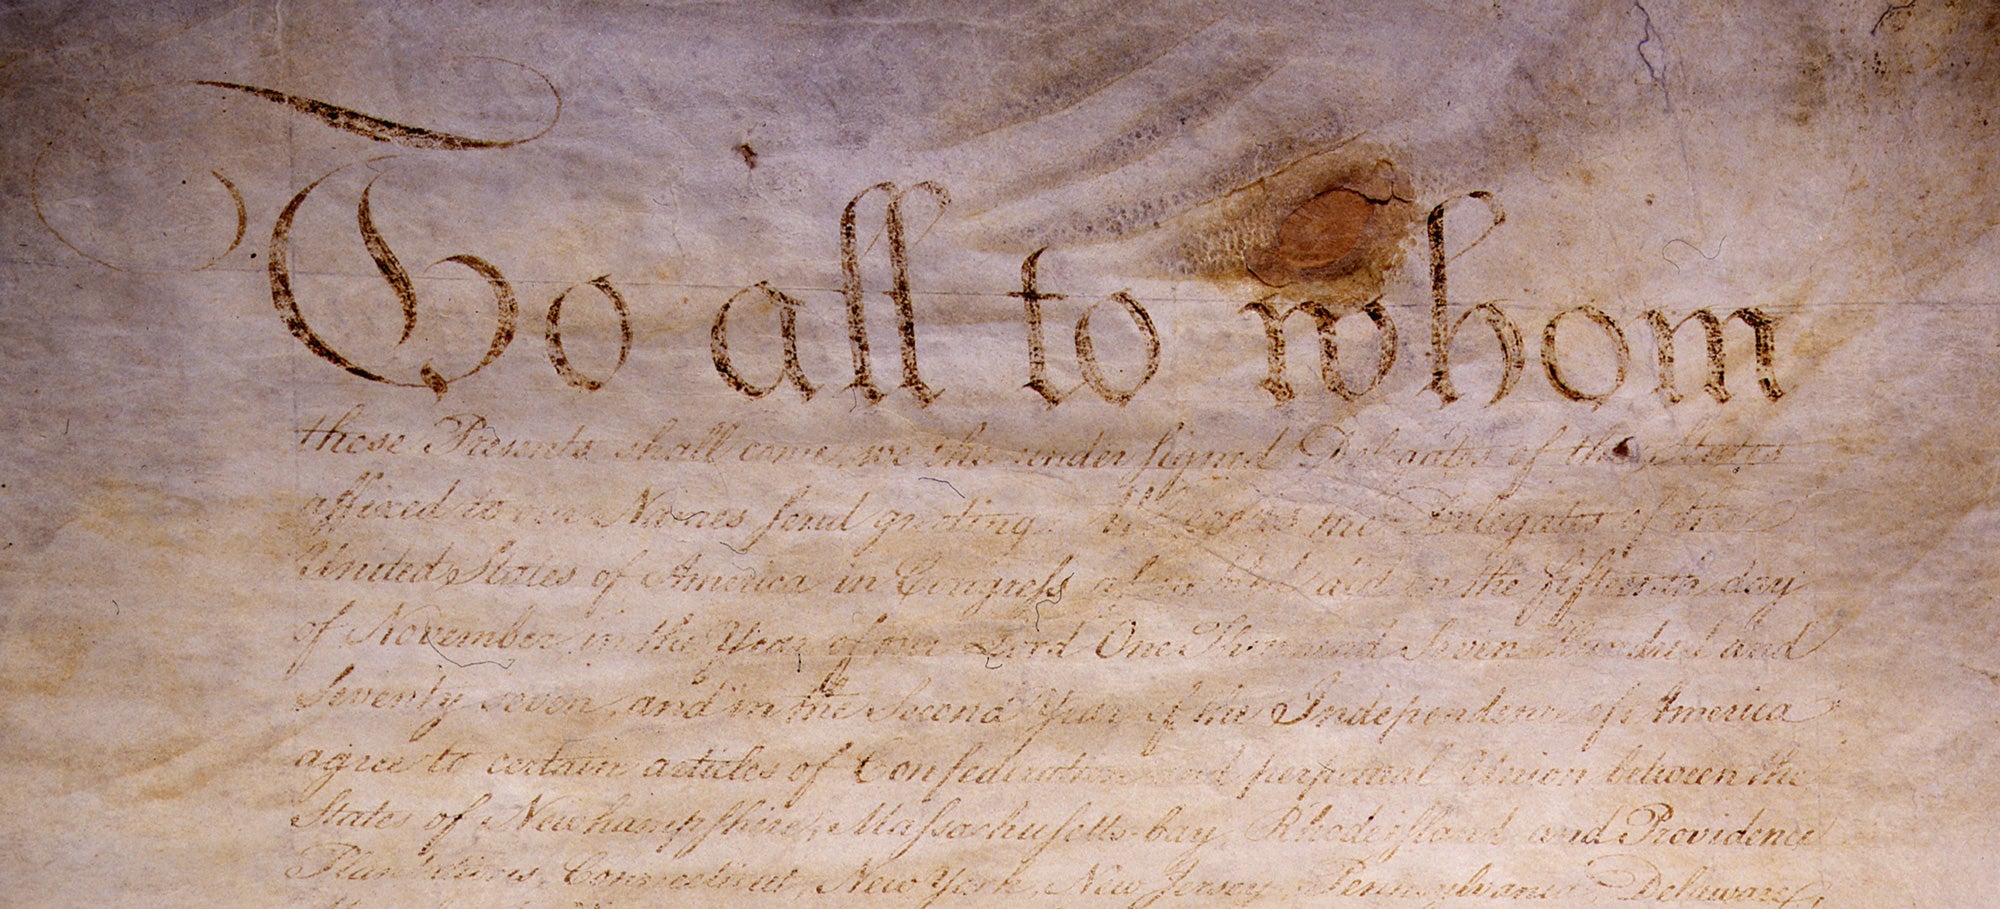 To all to whom
these Presents shall come, we the under signed Delegates of the States
affixed to our Names send greeting. Whereas the Delegates of the
United States of America in Congress assembled did on the fifteenth day
of November in the Year of our Lord One Thousand Seven Hundred and
Seventy seven, and in the Second Year of the Independence of America
agree to certain articles of Confederation and perpetual Union between the
States of Newhampshire, Massachusetts-bay, Rhodeisland and Providence
Plantations, Connecticut, New York, New Jersey, Pennsylvania, Delaware,